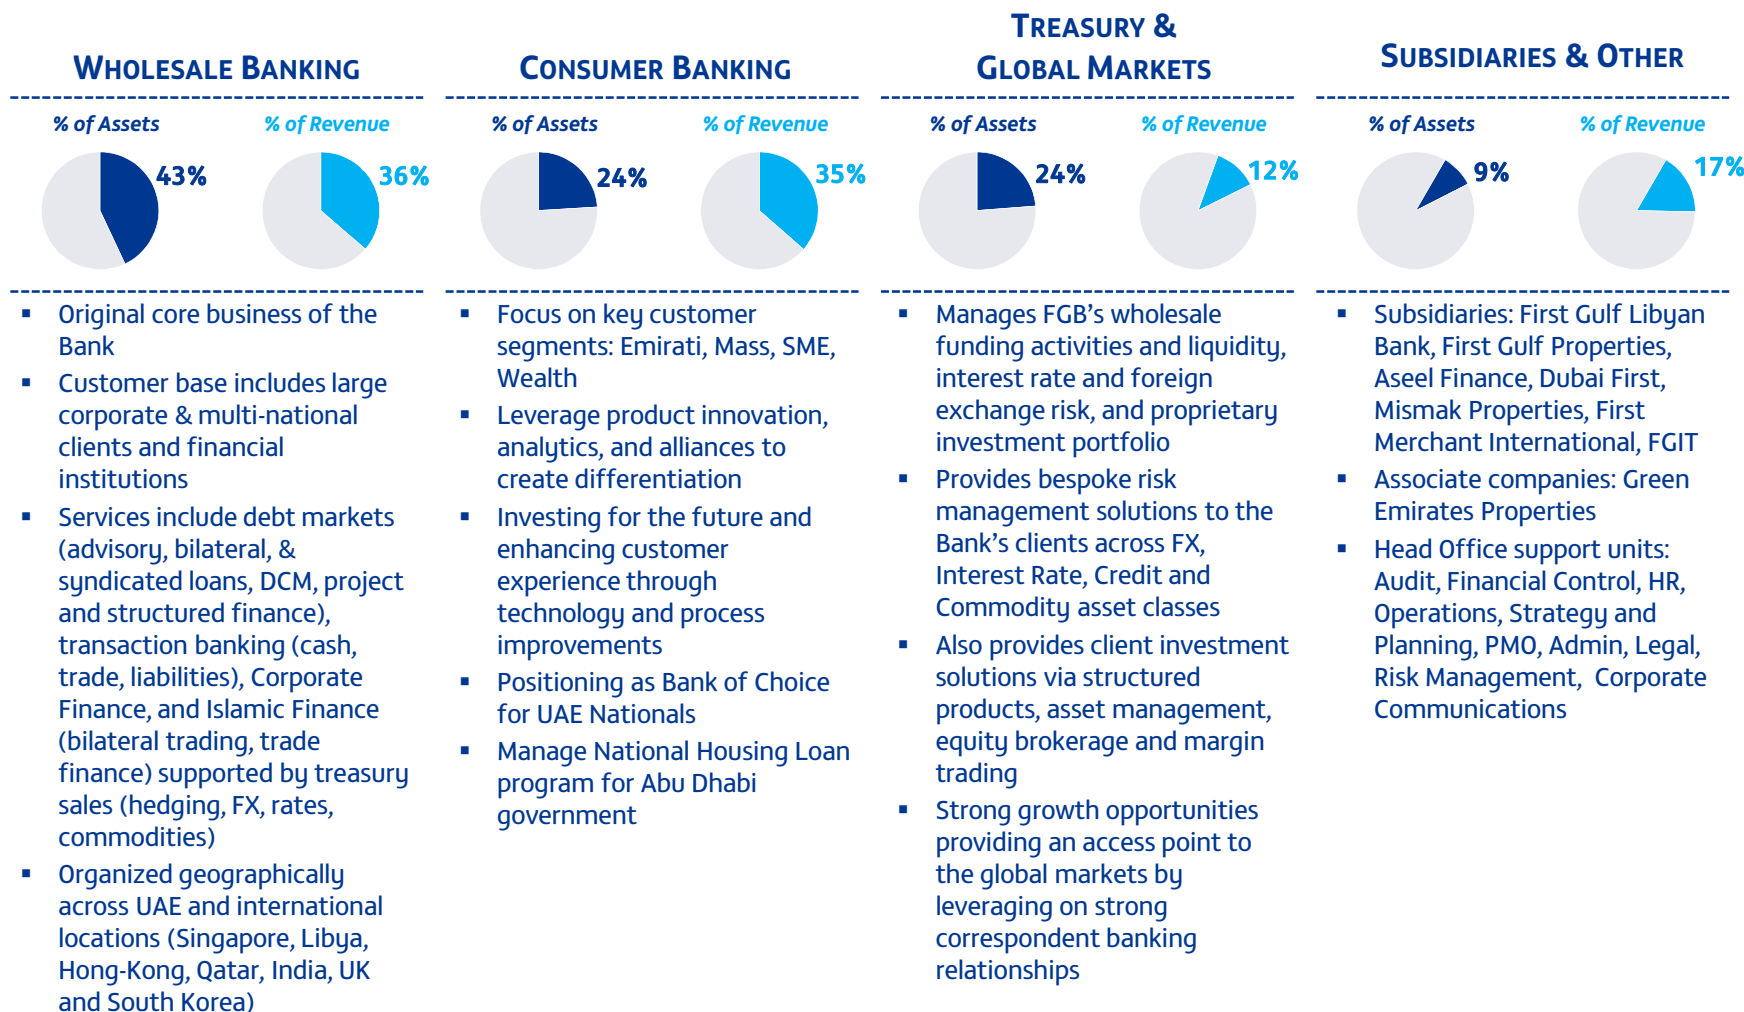 WHOLESALE BANKING
% of Assets
% of Revenue
43%
36%
▪ Original core business of the
Bank
▪ Customer base includes large
corporate & multi-national
clients and financial
institutions
▪ Services include debt markets
(advisory, bilateral, &
syndicated loans, DCM, project
and structured finance),
transaction banking (cash,
trade, liabilities), Corporate
Finance, and Islamic Finance
(bilateral trading, trade
finance) supported by treasury
sales (hedging, FX, rates,
commodities)
▪ Organized geographically
across UAE and international
locations (Singapore, Libya,
Hong-Kong, Qatar, India, UK
and South Korea)
CONSUMER BANKING
% of Assets
% of Revenue
24%
35%
▪ Focus on key customer
segments: Emirati, Mass, SME,
Wealth
▪ Leverage product innovation,
analytics, and alliances to
create differentiation
▪ Investing for the future and
enhancing customer
experience through
technology and process
improvements
▪ Positioning as Bank of Choice
for UAE Nationals
▪ Manage National Housing Loan
program for Abu Dhabi
government
TREASURY &
GLOBAL MARKETS
% of Assets
% of Revenue
24%
12%
▪ Manages FGB’s wholesale
funding activities and liquidity,
interest rate and foreign
exchange risk, and proprietary
investment portfolio
▪ Provides bespoke risk
management solutions to the
Bank’s clients across FX,
Interest Rate, Credit and
Commodity asset classes
▪ Also provides client investment
solutions via structured
products, asset management,
equity brokerage and margin
trading
▪ Strong growth opportunities
providing an access point to
the global markets by
leveraging on strong
correspondent banking
relationships
SUBSIDIARIES & OTHER
% of Assets
% of Revenue
9%
17%
▪ Subsidiaries: First Gulf Libyan
Bank, First Gulf Properties,
Aseel Finance, Dubai First,
Mismak Properties, First
Merchant International, FGIT
▪ Associate companies: Green
Emirates Properties
▪ Head Office support units:
Audit, Financial Control, HR,
Operations, Strategy and
Planning, PMO, Admin, Legal,
Risk Management, Corporate
Communications